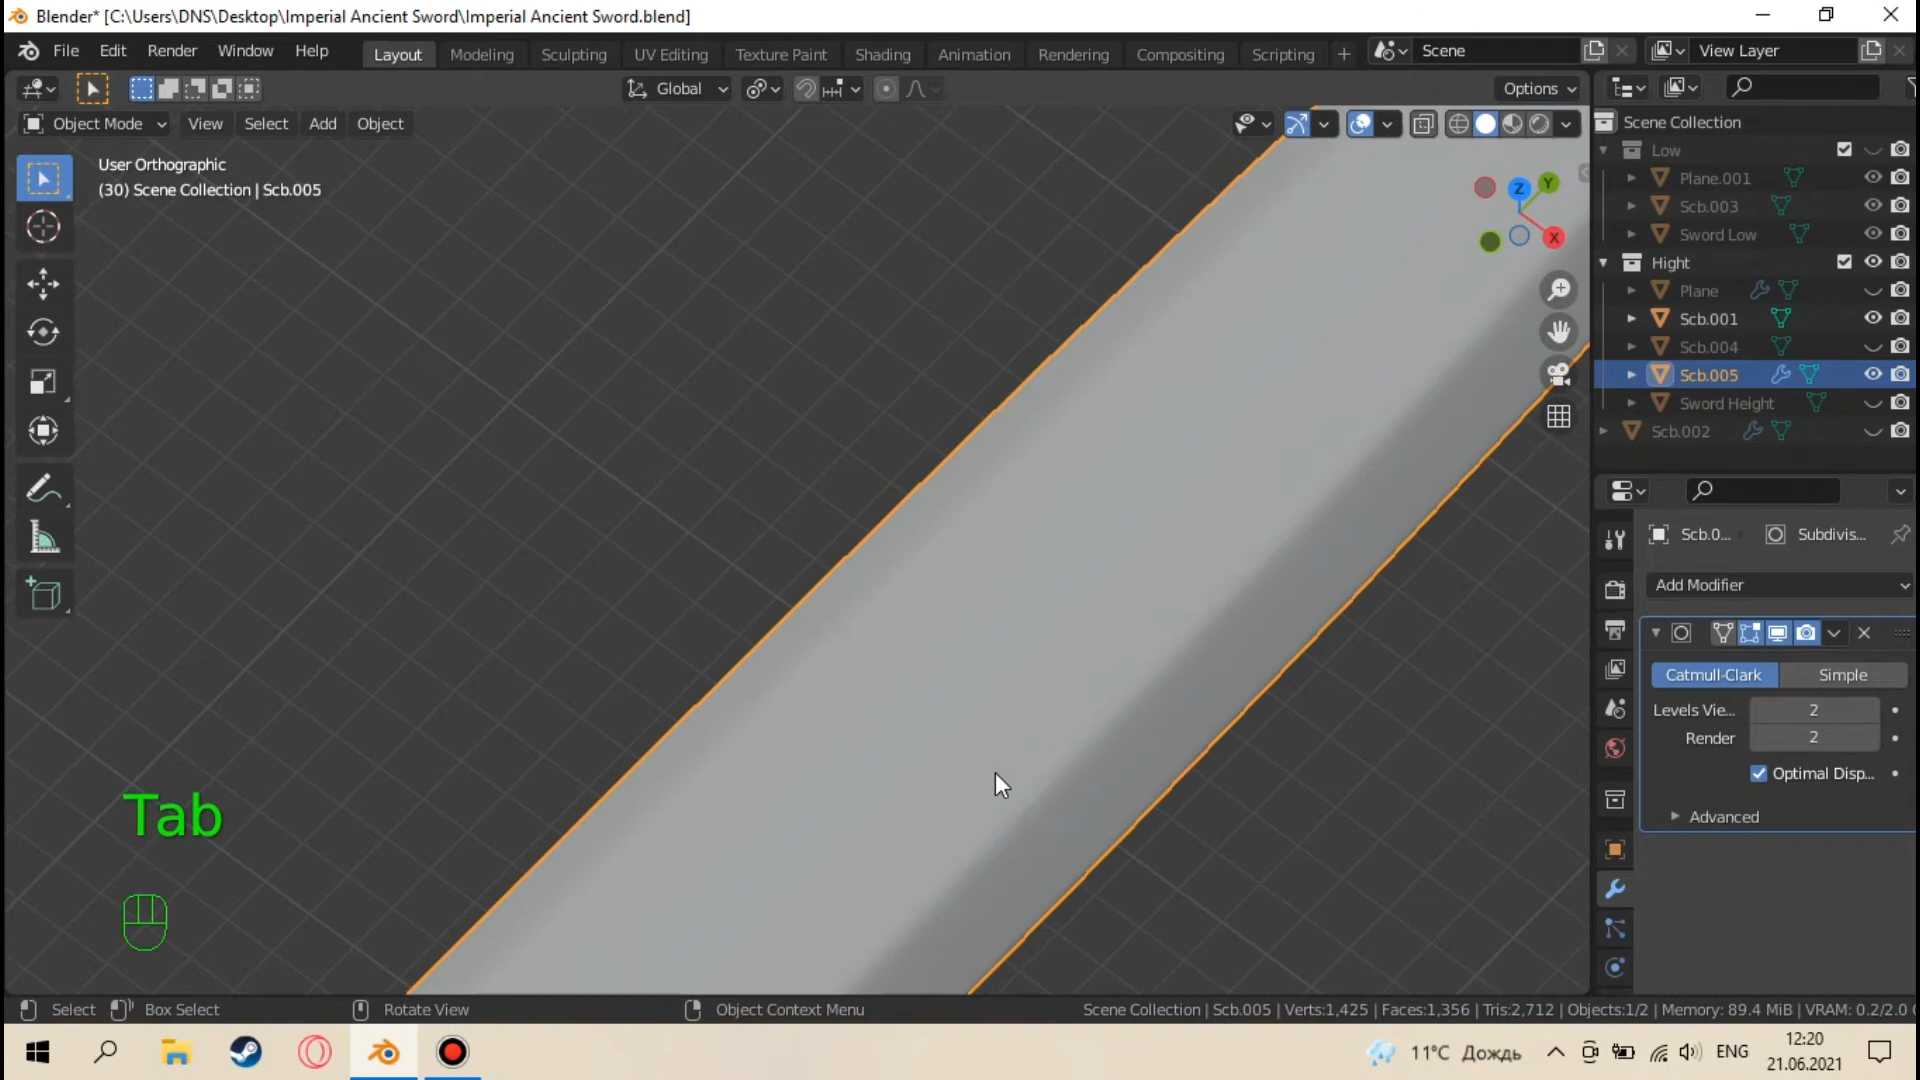 Blender* [C:\Users\DNS\Desktop\Imperial Ancient Sword\Imperial Ancient Sword.blend]
File Edit Render Window Help Layout Modeling Sculpting UV Editing Texture Paint Shading Animation Rendering Compositing Scripting + Scene View Layer
Global Options
Object Mode View Select Add Object
Scene Collection
User Orthographic
(30) Scene Collection | Scb.005
Z Y X
Low
Plane.001
Scb.003
Sword Low
Hight
Plane
Scb.001
Scb.004
Scb.005
Sword Height
Scb.002
Scb.0... Subdivis...
Add Modifier
Catmull-Clark Simple
Levels Vie... 2
Render 2
Optimal Disp...
Advanced
Tab
Select Box Select Rotate View Object Context Menu Scene Collection | Scb.005 | Verts:1,425 | Faces:1,356 | Tris:2,712 | Objects:1/2 | Memory: 89.4 MiB | VRAM: 0.2/2.0
11°C Дождь ENG 12:20
21.06.2021